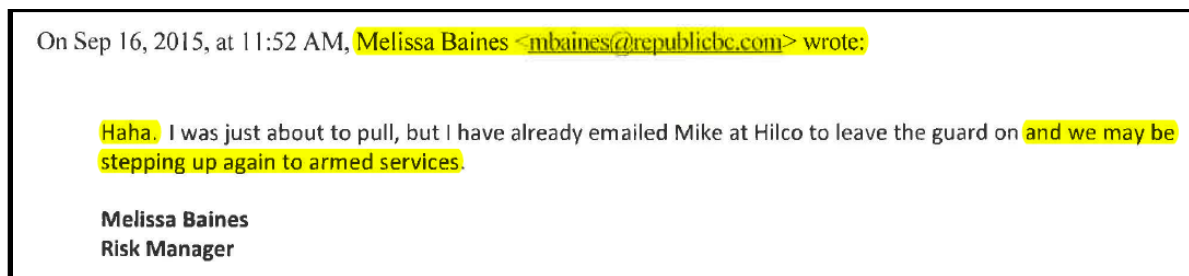 On Sep 16, 2015, at 11:52 AM, Melissa Baines <mbaines@republicbc.com> wrote:
Haha. I was just about to pull, but I have already emailed Mike at Hilco to leave the guard on and we may be
stepping up again to armed services.
Melissa Baines
Risk Manager